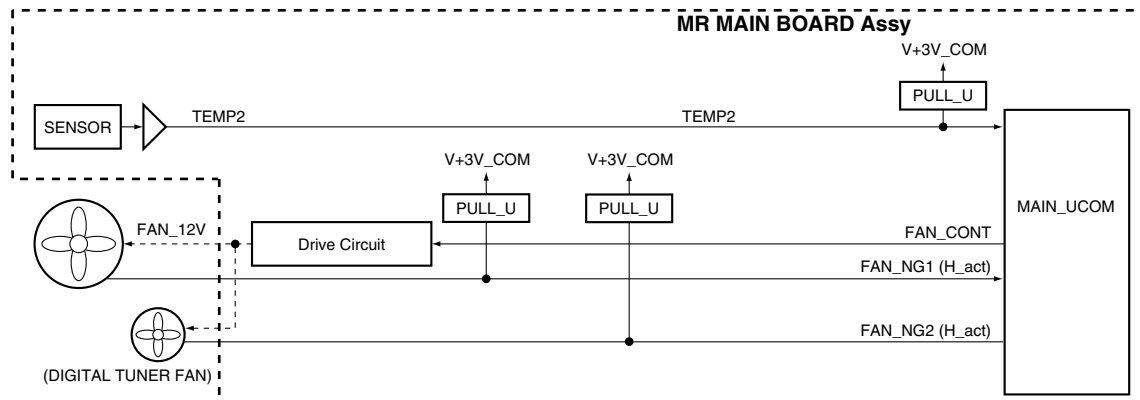 MR MAIN BOARD Assy
V+3V_COM
PULL_U
SENSOR
TEMP2
TEMP2
V+3V_COM
V+3V_COM
PULL_U
PULL_U
MAIN_UCOM
FAN_12V
Drive Circuit
FAN_CONT
FAN_NG1 (H_act)
FAN_NG2 (H_act)
(DIGITAL TUNER FAN)